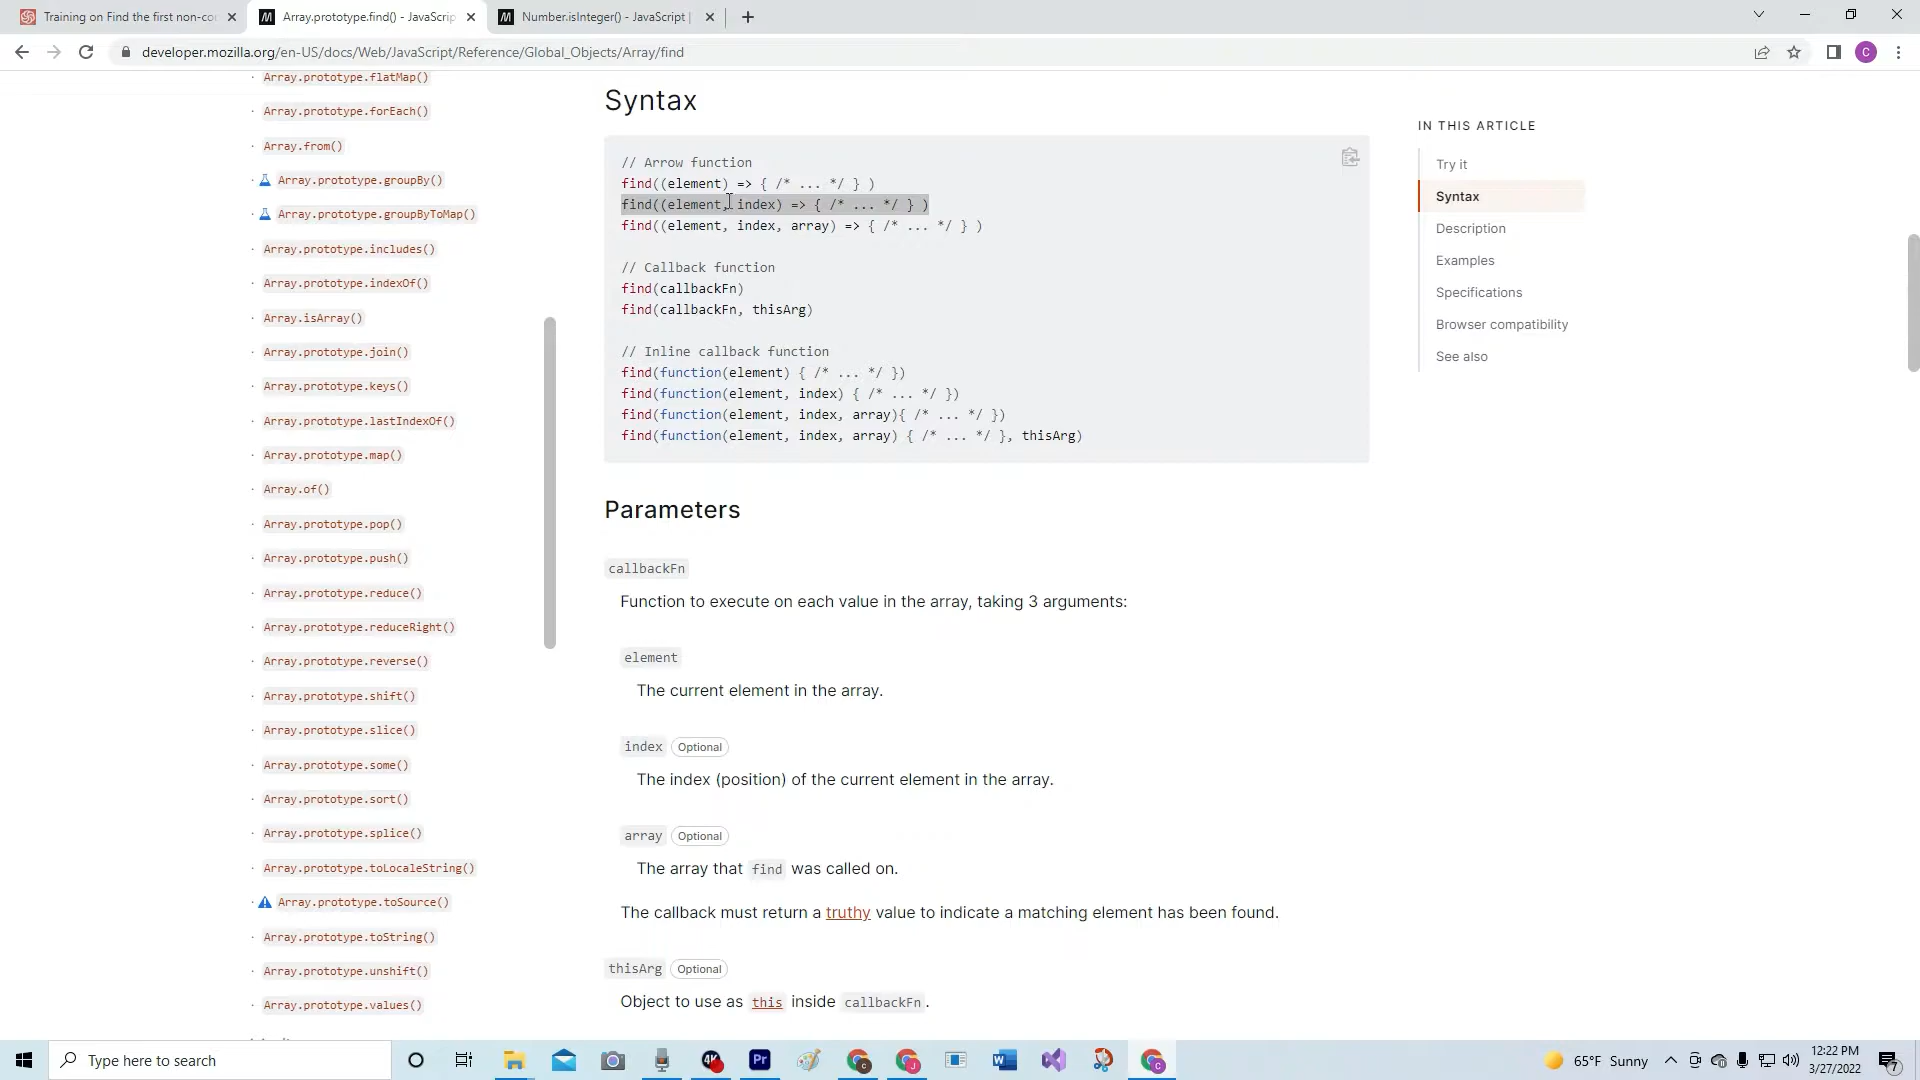 Training on Find the first non-co
Array.prototype.find() - JavaScrip
Number.isInteger() - JavaScript |
developer.mozilla.org/en-US/docs/Web/JavaScript/Reference/Global_Objects/Array/find
C
Array.prototype.flatMap()
Array.prototype.forEach()
Array.from()
Array.prototype.groupBy()
Array.prototype.groupByToMap()
Array.prototype.includes()
Array.prototype.indexOf()
Array.isArray()
Array.prototype.join()
Array.prototype.keys()
Array.prototype.lastIndexOf()
Array.prototype.map()
Array.of()
Array.prototype.pop()
Array.prototype.push()
Array.prototype.reduce()
Array.prototype.reduceRight()
Array.prototype.reverse()
Array.prototype.shift()
Array.prototype.slice()
Array.prototype.some()
Array.prototype.sort()
Array.prototype.splice()
Array.prototype.toLocaleString()
Array.prototype.toSource()
Array.prototype.toString()
Array.prototype.unshift()
Array.prototype.values()
Syntax
// Arrow function
find((element) => { /* ... */ } )
find((element, index) => { /* ... */ } )
find((element, index, array) => { /* ... */ } )
// Callback function
find(callbackFn)
find(callbackFn, thisArg)
// Inline callback function
find(function(element) { /* ... */ })
find(function(element, index) { /* ... */ })
find(function(element, index, array){ /* ... */ })
find(function(element, index, array) { /* ... */ }, thisArg)
Parameters
callbackFn
Function to execute on each value in the array, taking 3 arguments:
element
The current element in the array.
index Optional
The index (position) of the current element in the array.
array Optional
The array that find was called on.
The callback must return a truthy value to indicate a matching element has been found.
thisArg Optional
Object to use as this inside callbackFn.
IN THIS ARTICLE
Try it
Syntax
Description
Examples
Specifications
Browser compatibility
See also
Type here to search
4K
Pr
65°F Sunny
12:22 PM
3/27/2022
7